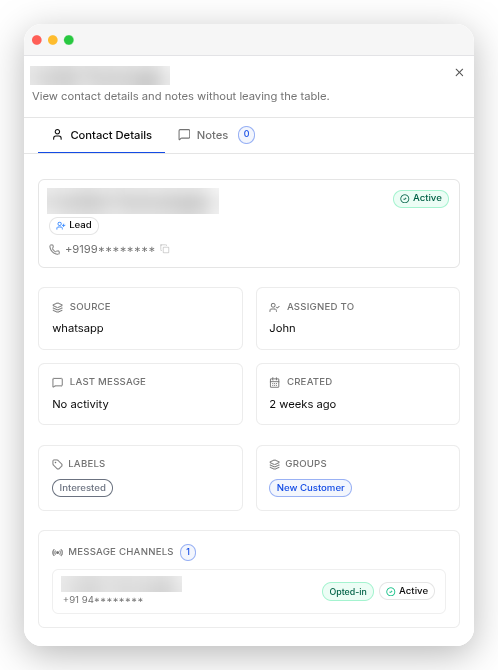 View contact details and notes without leaving the table.
Contact Details Notes 0
Active
Lead
+9199********
SOURCE
whatsapp
ASSIGNED TO
John
LAST MESSAGE
No activity
CREATED
2 weeks ago
LABELS
Interested
GROUPS
New Customer
MESSAGE CHANNELS 1
+91 94********
Opted-in Active